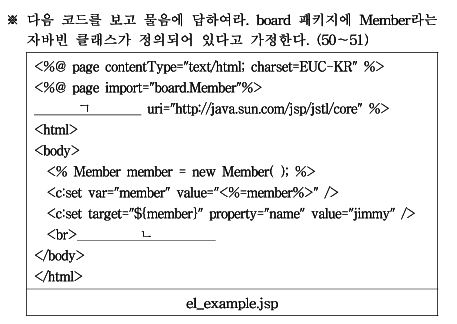 ※ 다음 코드를 보고 물음에 답하여라. board 패키지에 Member라는
자바빈 클래스가 정의되어 있다고 가정한다. (50～51)
<%@ page contentType="text/html; charset=EUC-KR" %>
<%@ page import="board.Member"%>
____ㄱ____ uri="http://java.sun.com/jsp/jstl/core" %>
<html>
<body>
<% Member member = new Member( ); %>
<c:set var="member" value="<%=member%>" />
<c:set target="${member}" property="name" value="jimmy" />
<br>____ㄴ____
</body>
</html>
el_example.jsp